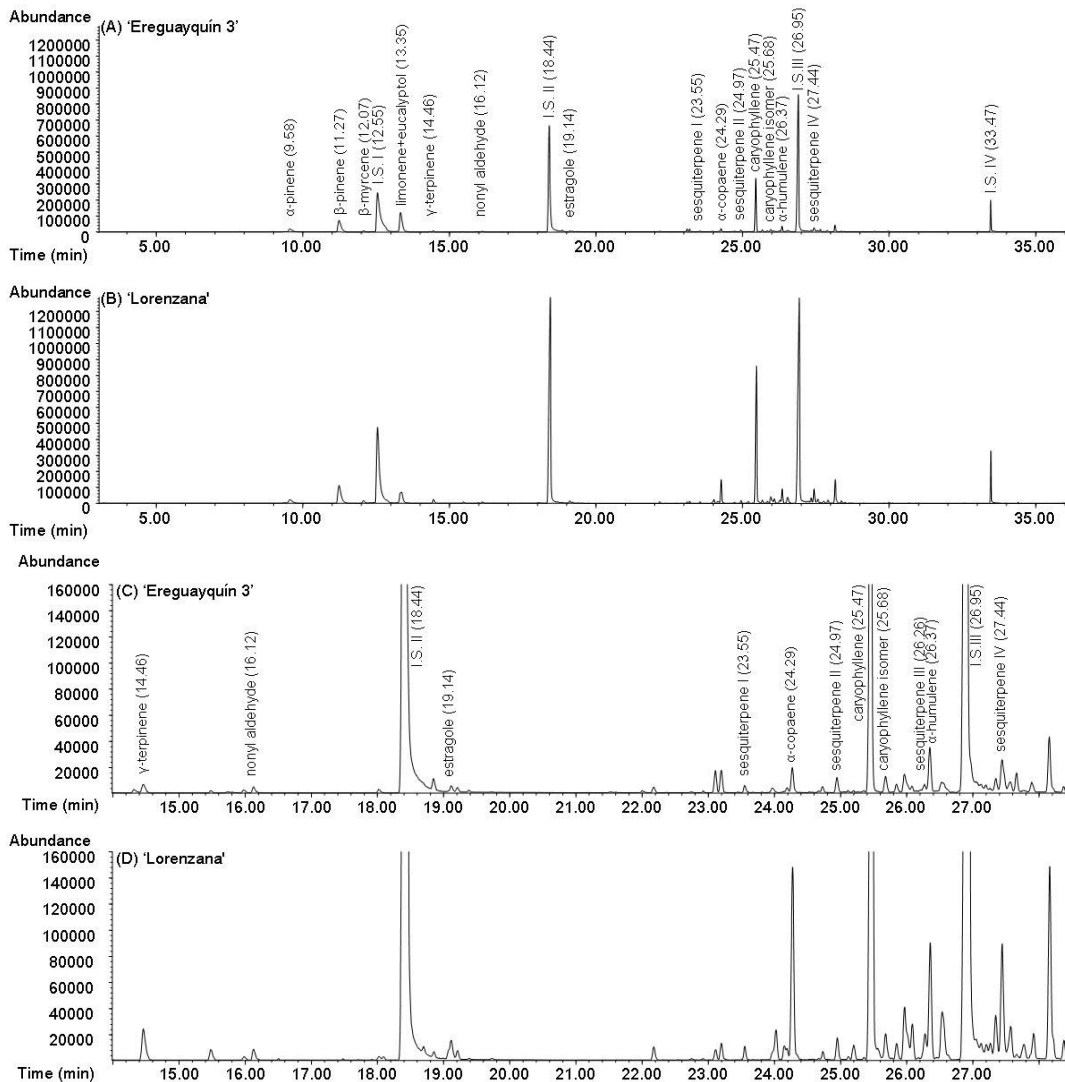 Abundance
(A) ‘Ereguayquín 3’
1200000
1100000
1000000
900000
800000
700000
600000
500000
400000
300000
200000
100000
0
α-pinene (9.58)
β-pinene (11.27)
β-myrcene (12.07)
I.S. I (12.55)
limonene+eucalyptol (13.35)
γ-terpinene (14.46)
nonyl aldehyde (16.12)
I.S. II (18.44)
estragole (19.14)
sesquiterpene I (23.55)
α-copaene (24.29)
sesquiterpene II (24.97)
caryophyllene (25.47)
caryophyllene isomer (25.68)
α-humulene (26.37)
I.S.III (26.95)
sesquiterpene IV (27.44)
I.S. IV (33.47)
5.00 10.00 15.00 20.00 25.00 30.00 35.00
Time (min)
Abundance
(B) ‘Lorenzana'
1200000
1100000
1000000
900000
800000
700000
600000
500000
400000
300000
200000
100000
0
5.00 10.00 15.00 20.00 25.00 30.00 35.00
Time (min)
Abundance
(C) ‘Ereguayquín 3’
160000
140000
120000
100000
80000
60000
40000
20000
0
γ-terpinene (14.46)
nonyl aldehyde (16.12)
I.S. II (18.44)
estragole (19.14)
sesquiterpene I (23.55)
α-copaene (24.29)
sesquiterpene II (24.97)
caryophyllene (25.47)
caryophyllene isomer (25.68)
sesquiterpene III (26.26)
α-humulene (26.37)
I.S.III (26.95)
sesquiterpene IV (27.44)
15.00 16.00 17.00 18.00 19.00 20.00 21.00 22.00 23.00 24.00 25.00 26.00 27.00
Time (min)
Abundance
(D) ‘Lorenzana'
160000
140000
120000
100000
80000
60000
40000
20000
0
15.00 16.00 17.00 18.00 19.00 20.00 21.00 22.00 23.00 24.00 25.00 26.00 27.00
Time (min)